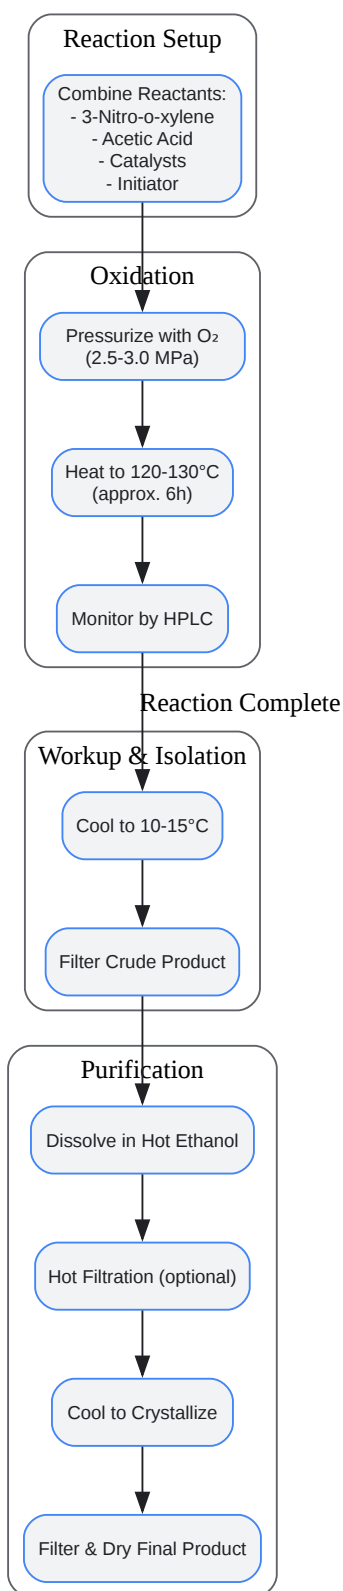 Reaction Setup
Combine Reactants:
- 3-Nitro-o-xylene
- Acetic Acid
- Catalysts
- Initiator
Oxidation
Pressurize with O₂
(2.5-3.0 MPa)
Heat to 120-130°C
(approx. 6h)
Monitor by HPLC
Reaction Complete
Workup & Isolation
Cool to 10-15°C
Filter Crude Product
Purification
Dissolve in Hot Ethanol
Hot Filtration (optional)
Cool to Crystallize
Filter & Dry Final Product